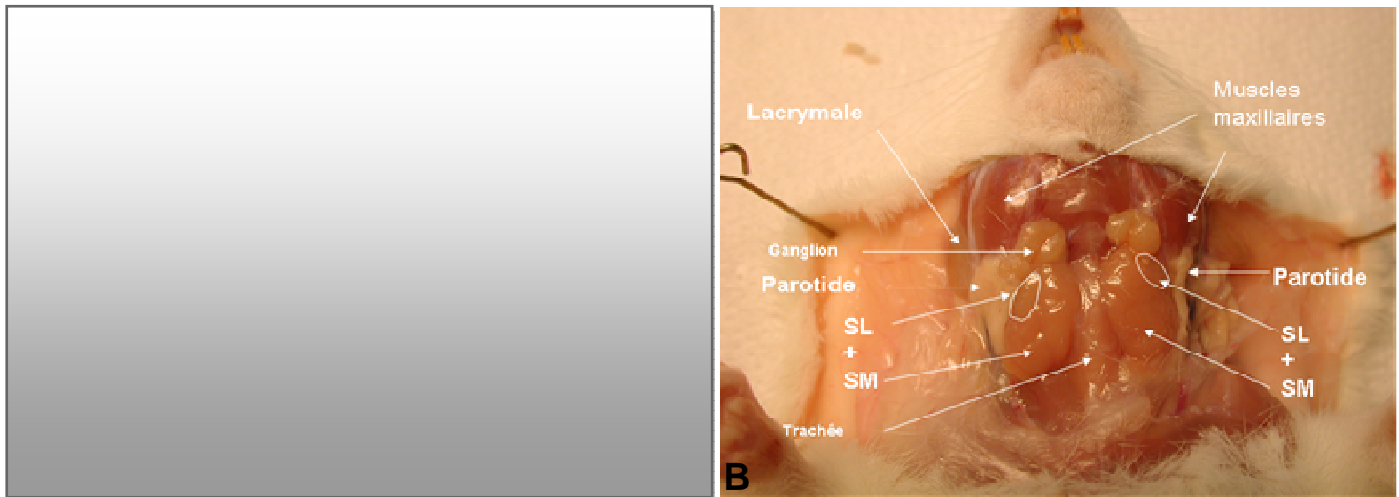 Lacrymale
Muscles
maxillaires
Ganglion
Parotide
Parotide
SL
+
SM
SL
+
SM
Trachée
B